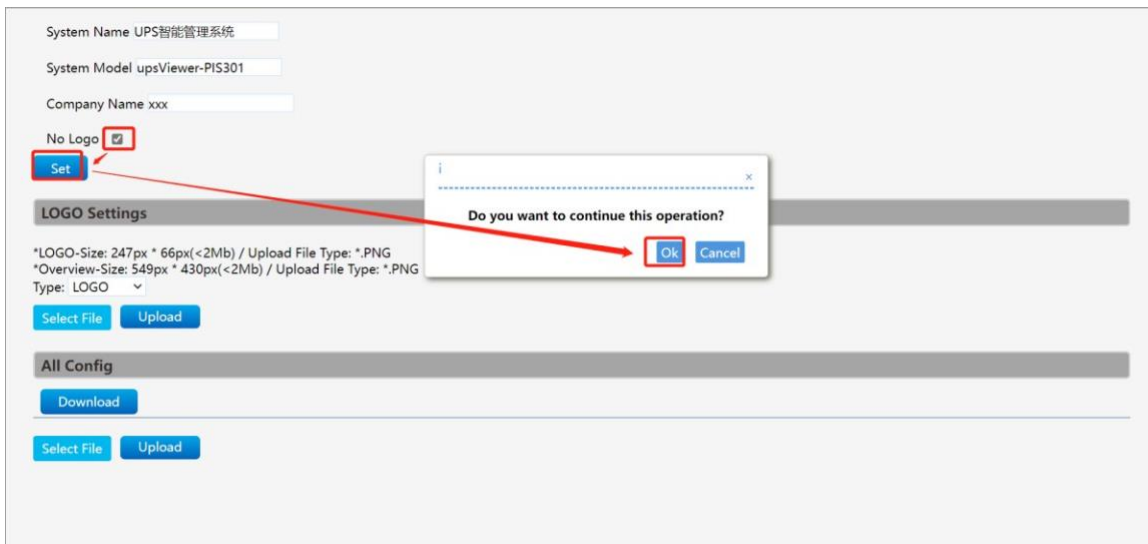 System Name UPS智能管理系统
System Model upsViewer-PIS301
Company Name xxx
No Logo
Set
i
×
Do you want to continue this operation?
Ok Cancel
LOGO Settings
*LOGO-Size: 247px * 66px(<2Mb) / Upload File Type: *.PNG
*Overview-Size: 549px * 430px(<2Mb) / Upload File Type: *.PNG
Type: LOGO
Select File Upload
All Config
Download
Select File Upload